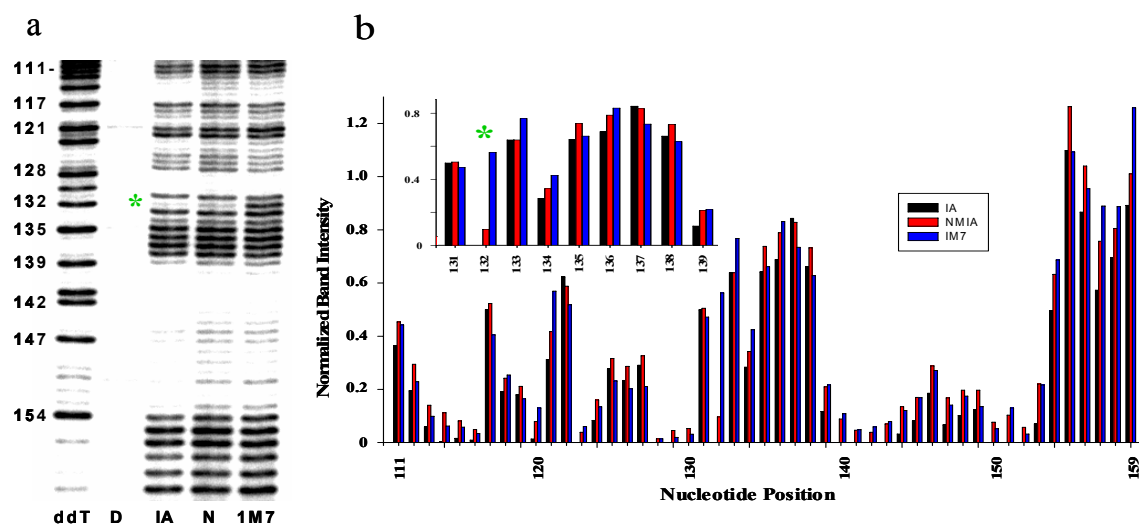 a
b
111-
117
121
128
132
*
135
139
142
147
154
ddT D IA N 1M7
Normalized Band Intensity
1.2
1.0
0.8
0.6
0.4
0.2
0
0.8
0.4
0
*
131 132 133 134 135 136 137 138 139
IA
NMIA
IM7
111 120 130 140 150 159
Nucleotide Position